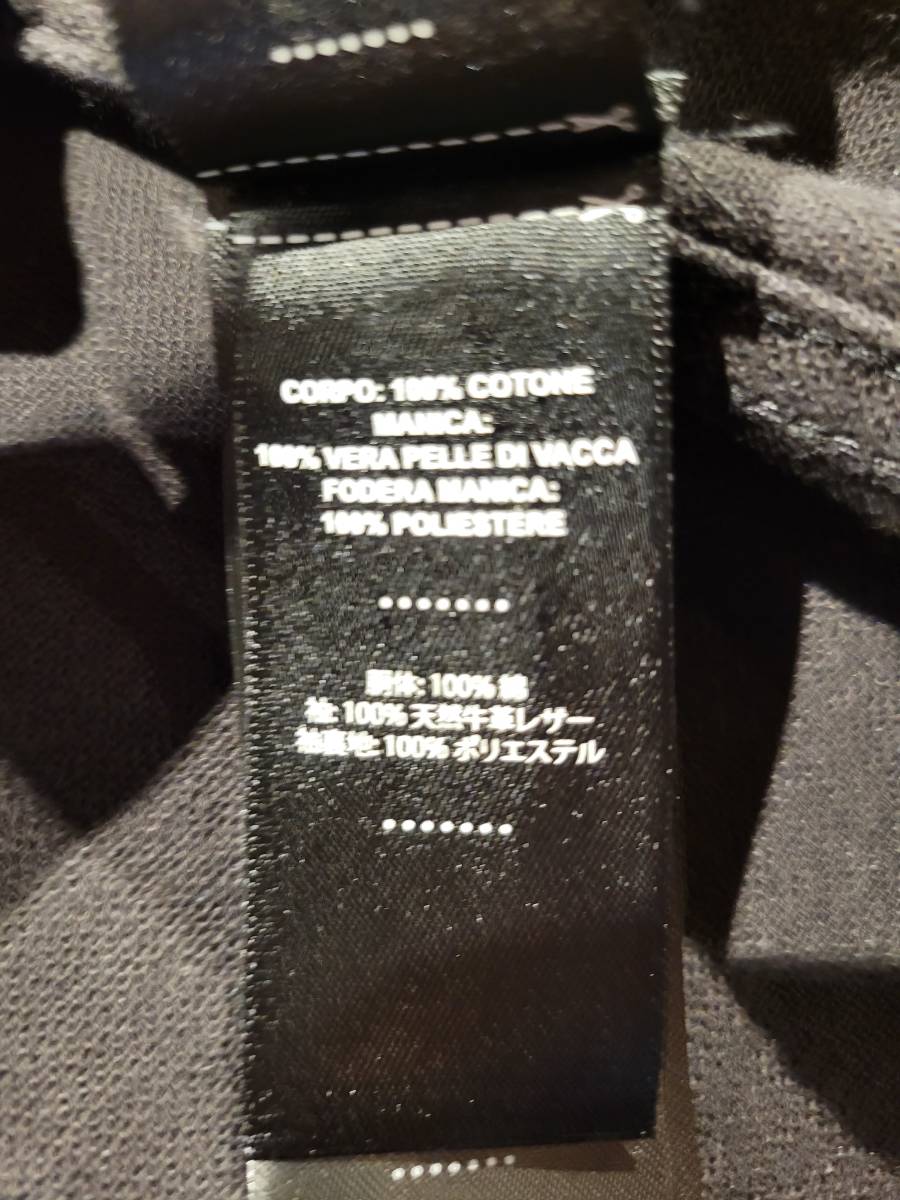 CORPO: 100% COTONE
MANICA:
100% VERA PELLE DI VACCA
FODERA MANICA:
100% POLIESTERE
胴体: 100% 綿
袖: 100% 天然牛革レザー
袖裏地: 100% ポリエステル